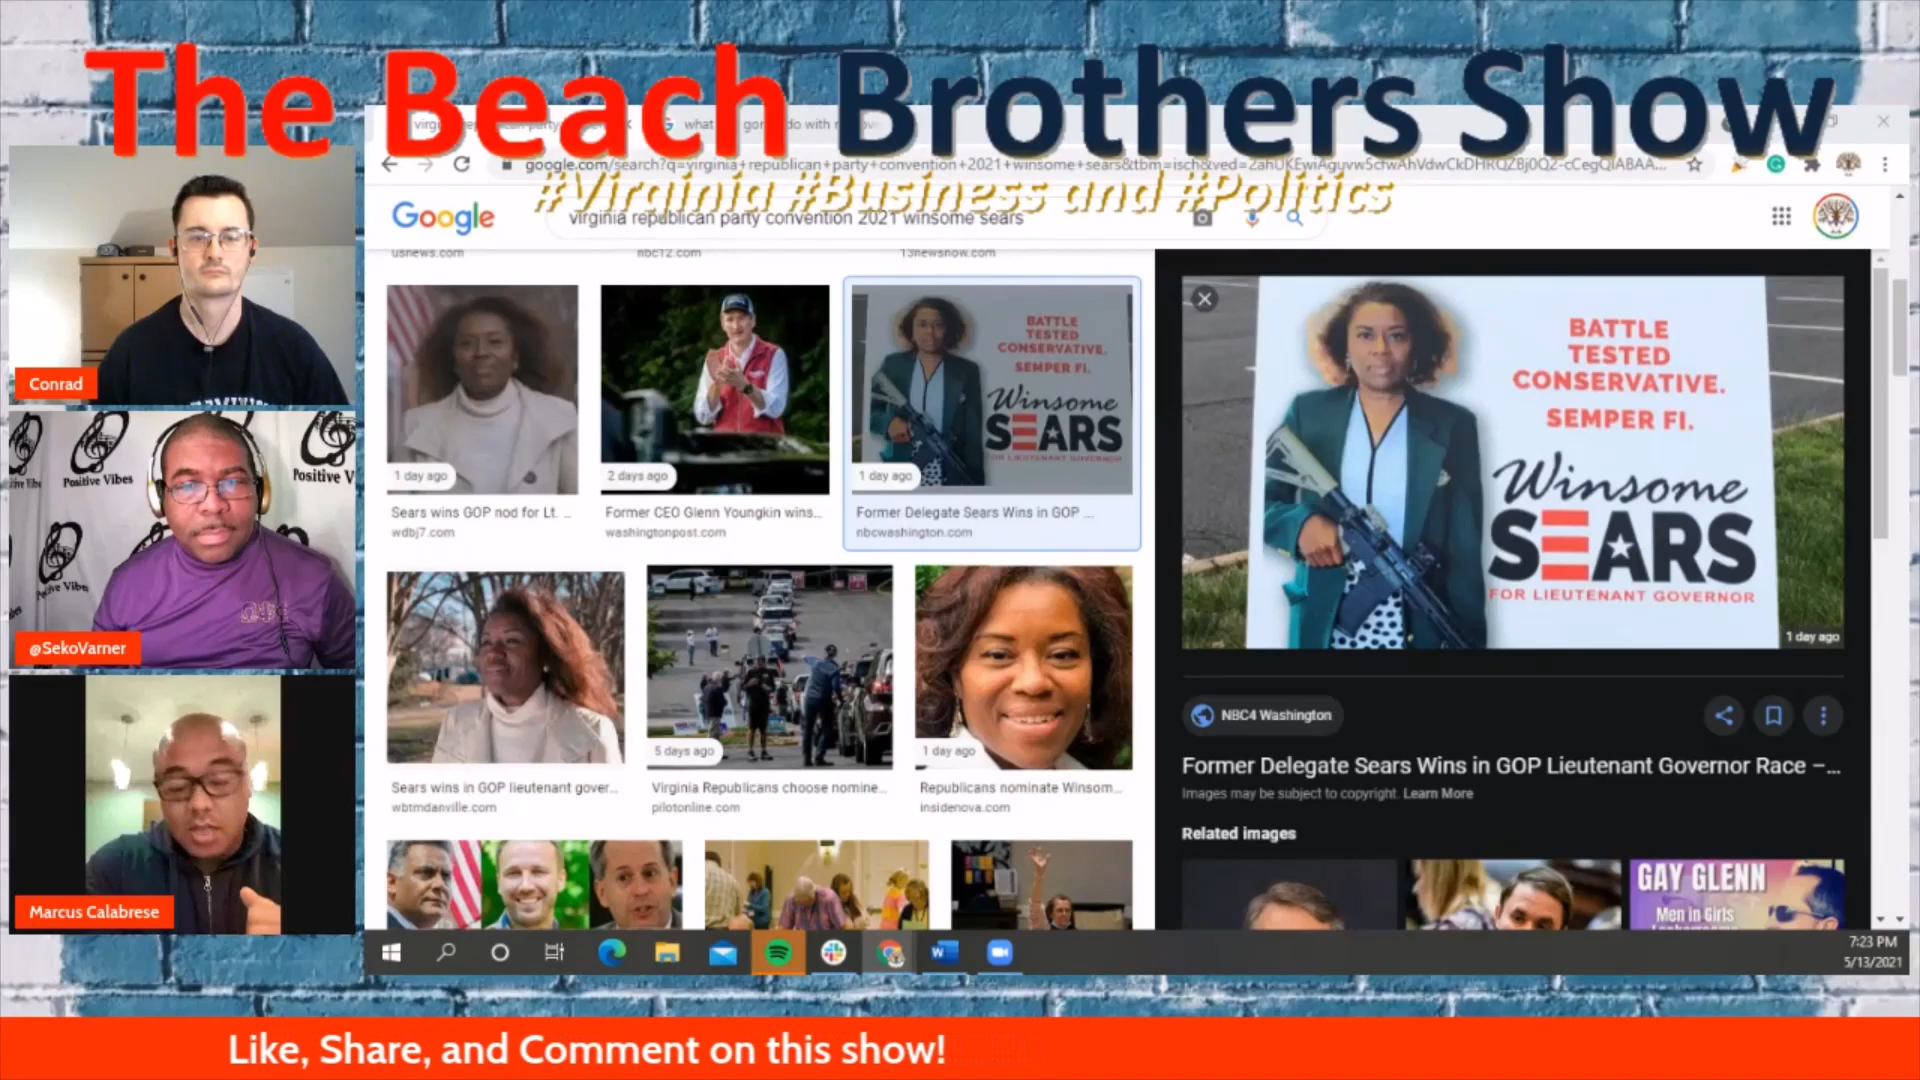 The Beach Brothers Show
#Virginia #Business and #Politics
Google
virginia republican party convention 2021 winsome sears
usnews.com
nbc12.com
13newsnow.com
1 day ago
Sears wins GOP nod for Lt. ...
wdbj7.com
2 days ago
Former CEO Glenn Youngkin wins...
washingtonpost.com
BATTLE
TESTED
CONSERVATIVE.
SEMPER FI.
Winsome
SEARS
FOR LIEUTENANT GOVERNOR
1 day ago
Former Delegate Sears Wins in GOP ...
nbcwashington.com
Sears wins in GOP lieutenant gover...
wbtmdanville.com
5 days ago
Virginia Republicans choose nomine...
pilotonline.com
1 day ago
Republicans nominate Winsom...
insidenova.com
BATTLE
TESTED
CONSERVATIVE.
SEMPER FI.
Winsome
SEARS
FOR LIEUTENANT GOVERNOR
1 day ago
NBC4 Washington
Former Delegate Sears Wins in GOP Lieutenant Governor Race –...
Images may be subject to copyright. Learn More
Related images
GAY GLENN
Men in Girls
Conrad
Positive Vibes
Positive V
@SekoVarner
Marcus Calabrese
7:23 PM
5/13/2021
Like, Share, and Comment on this show!